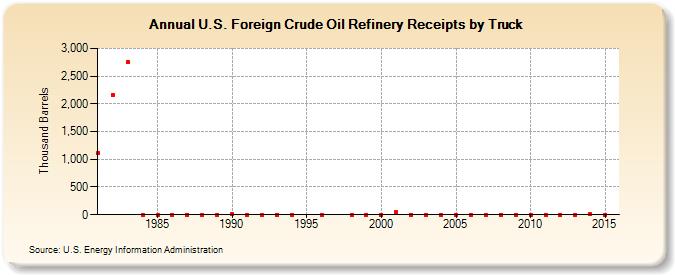 Annual U.S. Foreign Crude Oil Refinery Receipts by Truck
Thousand Barrels
3,000
2,500
2,000
1,500
1,000
500
0
1985 1990 1995 2000 2005 2010 2015
Source: U.S. Energy Information Administration